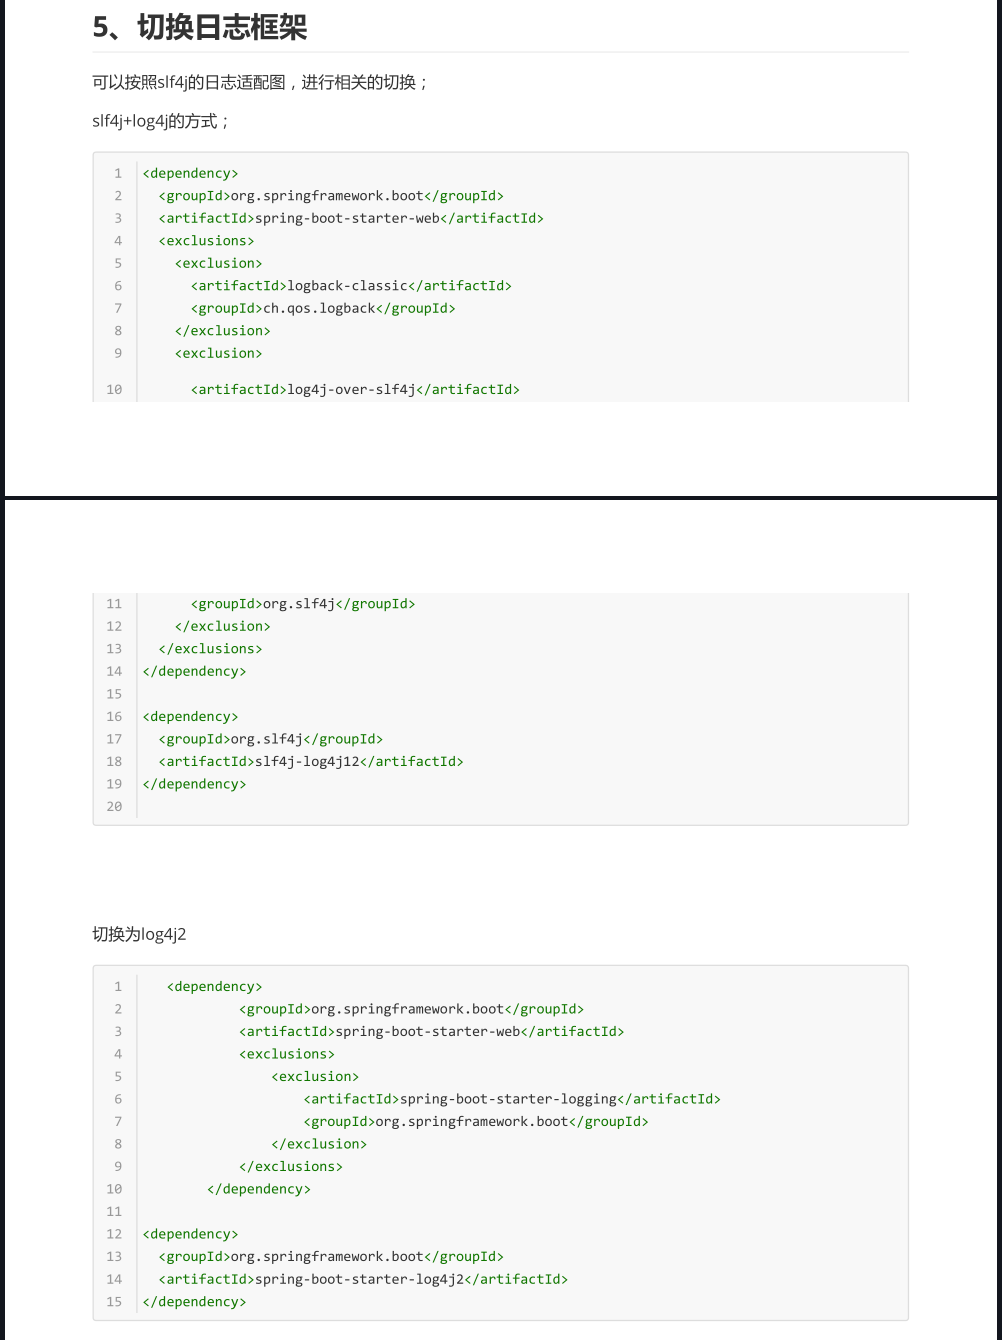 5、切换日志框架
可以按照slf4j的日志适配图，进行相关的切换；
slf4j+log4j的方式；
1 <dependency>
2   <groupId>org.springframework.boot</groupId>
3   <artifactId>spring-boot-starter-web</artifactId>
4   <exclusions>
5     <exclusion>
6       <artifactId>logback-classic</artifactId>
7       <groupId>ch.qos.logback</groupId>
8     </exclusion>
9     <exclusion>
10       <artifactId>log4j-over-slf4j</artifactId>
11       <groupId>org.slf4j</groupId>
12     </exclusion>
13   </exclusions>
14 </dependency>
15
16 <dependency>
17   <groupId>org.slf4j</groupId>
18   <artifactId>slf4j-log4j12</artifactId>
19 </dependency>
20
切换为log4j2
1    <dependency>
2             <groupId>org.springframework.boot</groupId>
3             <artifactId>spring-boot-starter-web</artifactId>
4             <exclusions>
5                 <exclusion>
6                     <artifactId>spring-boot-starter-logging</artifactId>
7                     <groupId>org.springframework.boot</groupId>
8                 </exclusion>
9             </exclusions>
10         </dependency>
11
12 <dependency>
13   <groupId>org.springframework.boot</groupId>
14   <artifactId>spring-boot-starter-log4j2</artifactId>
15 </dependency>